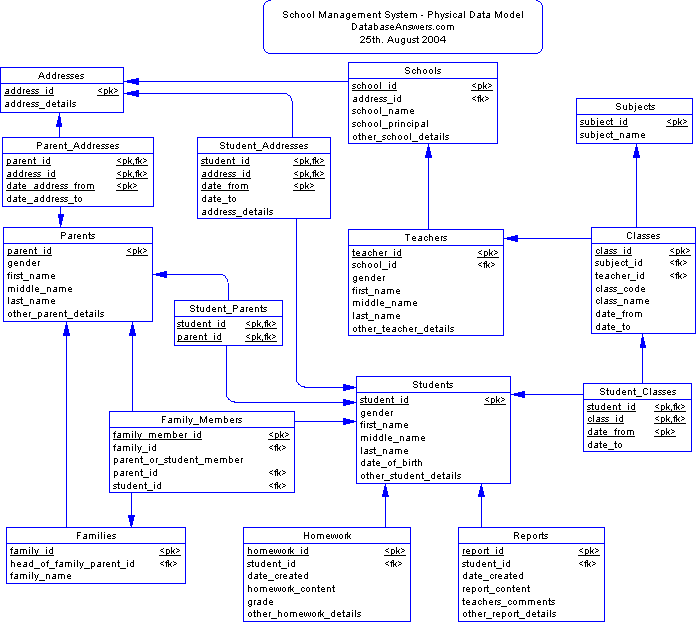 School Management System - Physical Data Model
DatabaseAnswers.com
25th. August 2004
Addresses
address_id <pk>
address_details
Schools
school_id <pk>
address_id <fk>
school_name
school_principal
other_school_details
Subjects
subject_id <pk>
subject_name
Parent_Addresses
parent_id <pk,fk>
address_id <pk,fk>
date_address_from <pk>
date_address_to
Student_Addresses
student_id <pk,fk>
address_id <pk,fk>
date_from <pk>
date_to
address_details
Parents
parent_id <pk>
gender
first_name
middle_name
last_name
other_parent_details
Teachers
teacher_id <pk>
school_id <fk>
gender
first_name
middle_name
last_name
other_teacher_details
Classes
class_id <pk>
subject_id <fk>
teacher_id <fk>
class_code
class_name
date_from
date_to
Student_Parents
student_id <pk,fk>
parent_id <pk,fk>
Students
student_id <pk>
gender
first_name
middle_name
last_name
date_of_birth
other_student_details
Student_Classes
student_id <pk,fk>
class_id <pk,fk>
date_from <pk>
date_to
Family_Members
family_member_id <pk>
family_id <fk>
parent_or_student_member
parent_id <fk>
student_id <fk>
Families
family_id <pk>
head_of_family_parent_id <fk>
family_name
Homework
homework_id <pk>
student_id <fk>
date_created
homework_content
grade
other_homework_details
Reports
report_id <pk>
student_id <fk>
date_created
report_content
teachers_comments
other_report_details